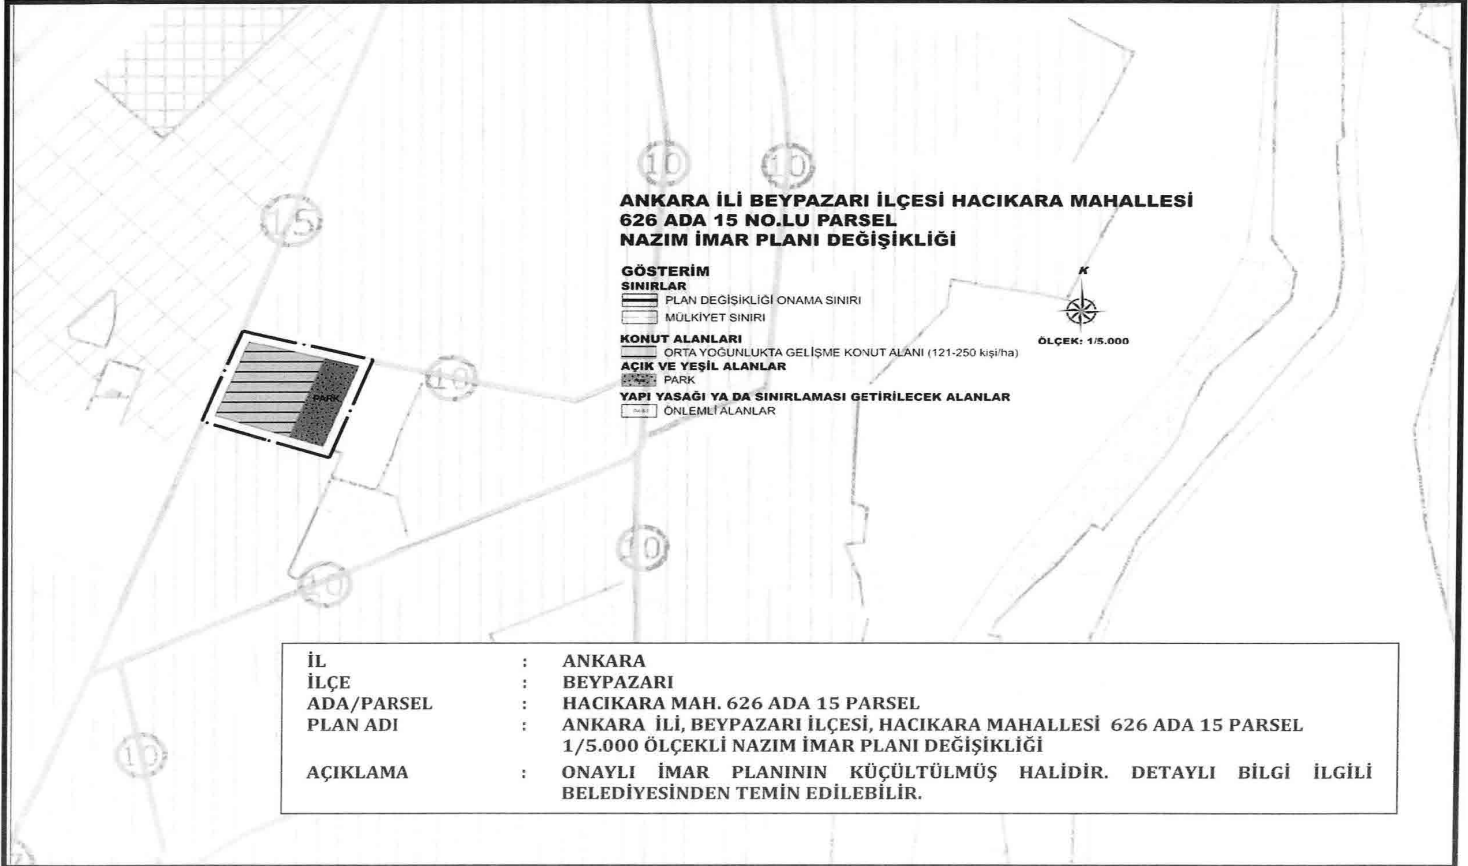 10
10
15
ANKARA İLİ BEYPAZARI İLÇESİ HACIKARA MAHALLESİ
626 ADA 15 NO.LU PARSEL
NAZIM İMAR PLANI DEĞİŞİKLİĞİ
GÖSTERİM
SINIRLAR
PLAN DEĞİŞİKLİĞİ ONAMA SINIRI
MÜLKİYET SINIRI
KONUT ALANLARI
ORTA YOĞUNLUKTA GELİŞME KONUT ALANI (121-250 kişi/ha)
AÇIK VE YEŞİL ALANLAR
PARK
YAPI YASAĞI YA DA SINIRLAMASI GETİRİLECEK ALANLAR
ÖNLEMLİ ALANLAR
K
ÖLÇEK: 1/5.000
10
PARK
10
10
İL : ANKARA
İLÇE : BEYPAZARI
ADA/PARSEL : HACIKARA MAH. 626 ADA 15 PARSEL
PLAN ADI : ANKARA İLİ, BEYPAZARI İLÇESİ, HACIKARA MAHALLESİ 626 ADA 15 PARSEL
1/5.000 ÖLÇEKLİ NAZIM İMAR PLANI DEĞİŞİKLİĞİ
AÇIKLAMA : ONAYLI İMAR PLANININ KÜÇÜLTÜLMÜŞ HALİDİR. DETAYLI BİLGİ İLGİLİ
BELEDİYESİNDEN TEMİN EDİLEBİLİR.
10